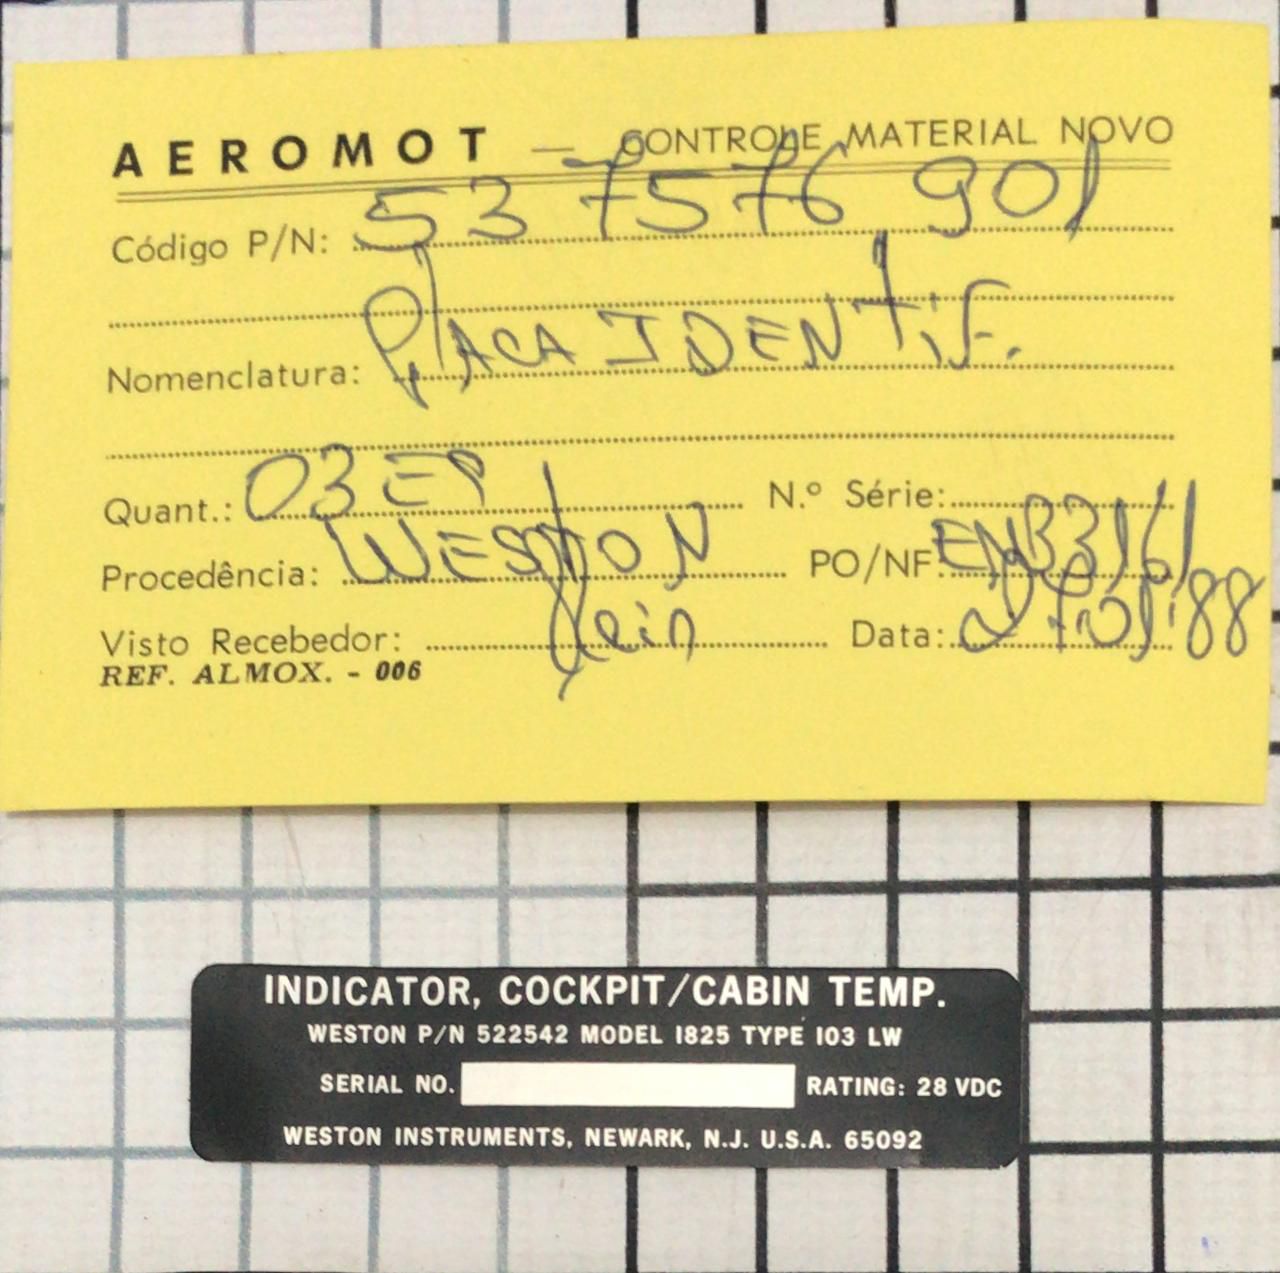 AEROMOT — CONTROLE MATERIAL NOVO
Código P/N: 53 7576 901
Nomenclatura: PLACA IDENTIF.
Quant.: 03 N.º Série:
Procedência: WESTON PO/NF:
Visto Recebedor: Data:
REF. ALMOX. - 006
INDICATOR, COCKPIT/CABIN TEMP.
WESTON P/N 522542 MODEL 1825 TYPE 103 LW
SERIAL NO. RATING: 28 VDC
WESTON INSTRUMENTS, NEWARK, N.J. U.S.A. 65092